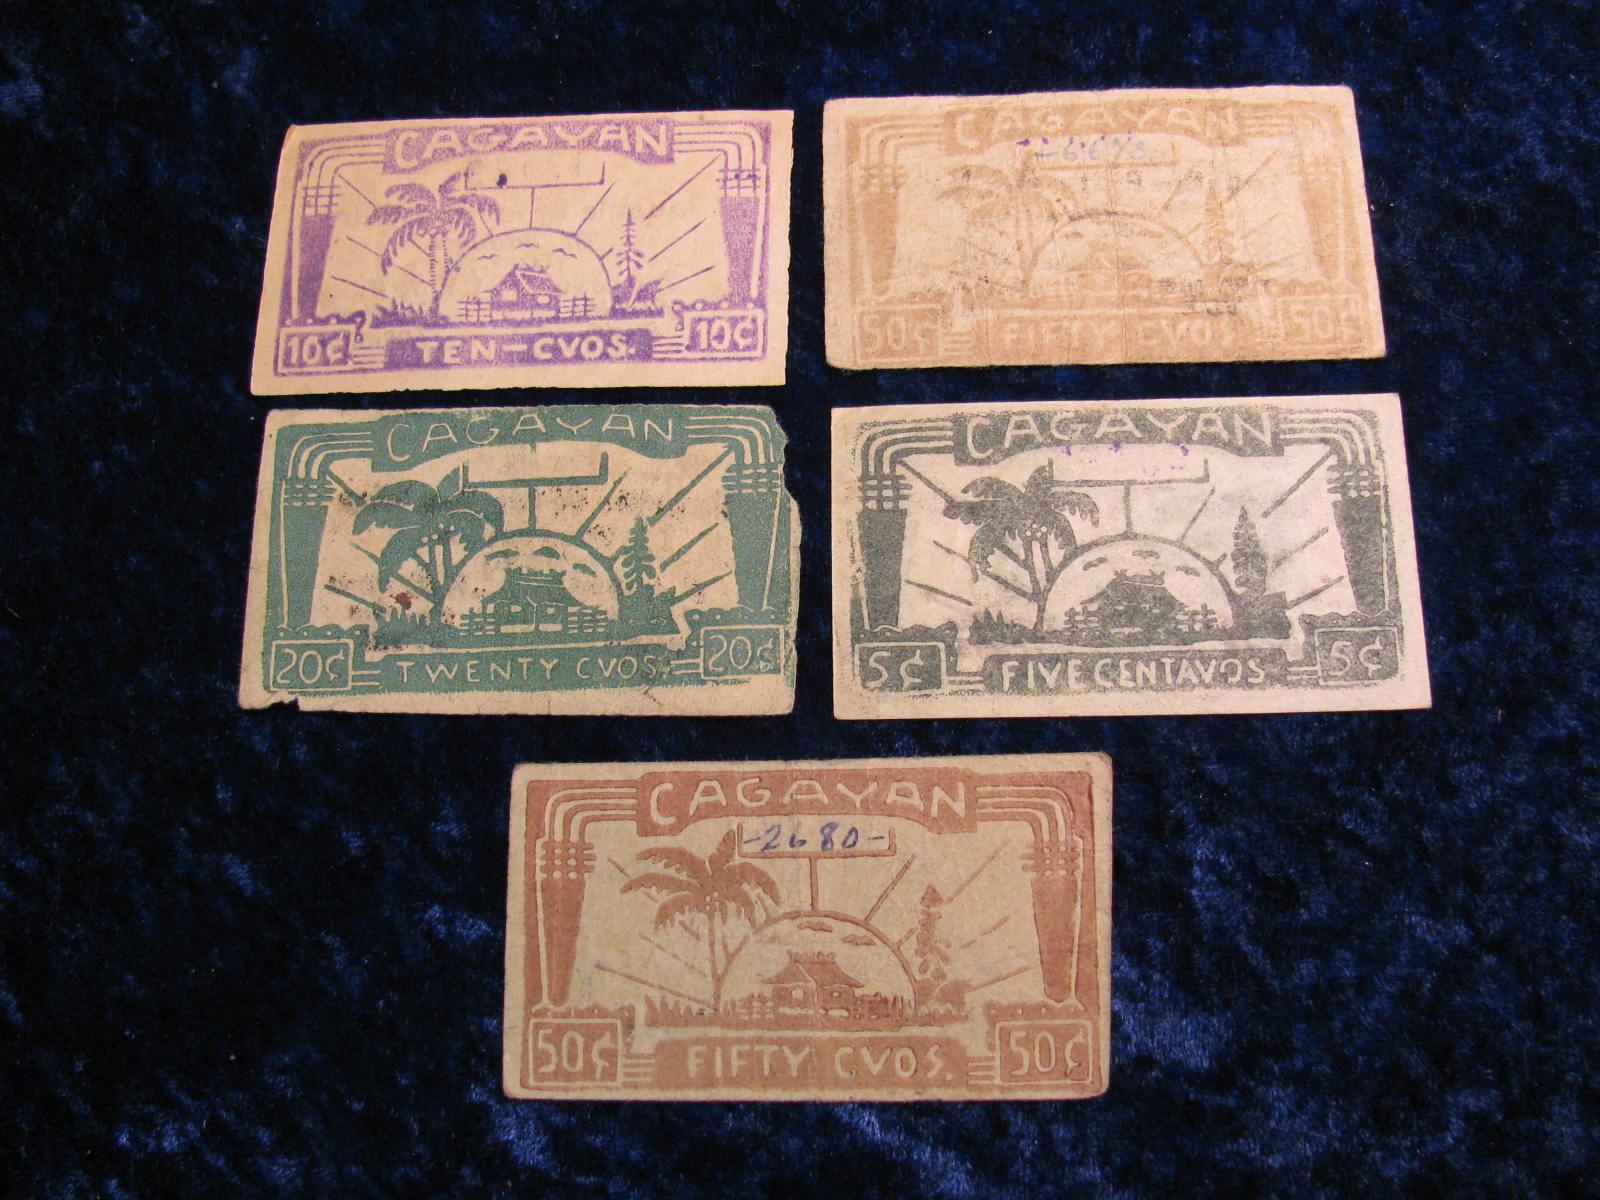 CAGAYAN
10¢ TEN-CVOS. 10¢
CAGAYAN
50¢ FIFTY CVOS 50¢
CAGAYAN
20¢ TWENTY CVOS. 20¢
CAGAYAN
5¢ FIVE CENTAVOS 5¢
CAGAYAN
-2680-
50¢ FIFTY CVOS. 50¢